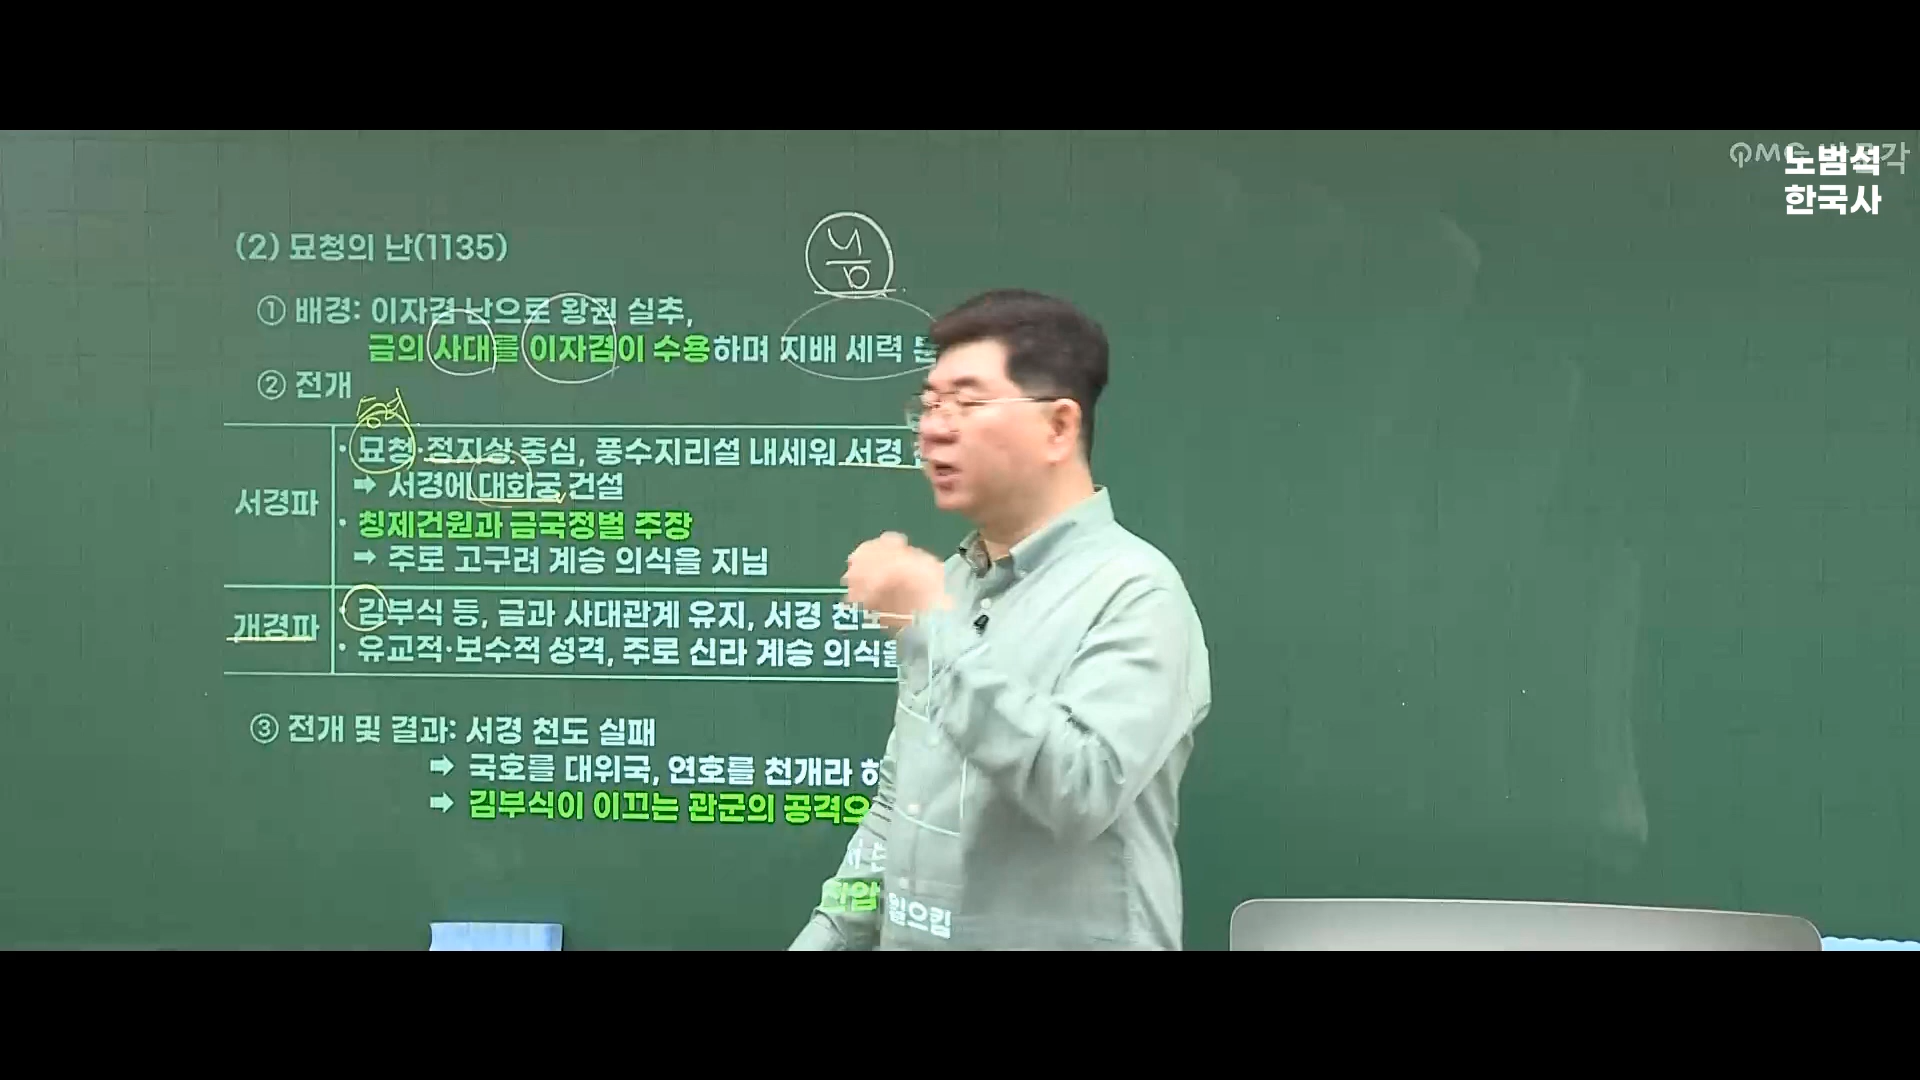 노범석
한국사
(2) 묘청의 난(1135)
① 배경: 이자겸 난으로 왕권 실추,
금의 사대를 이자겸이 수용하며 지배 세력
② 전개
서경파
· 묘청·정지상 중심, 풍수지리설 내세워 서경
➡ 서경에 대화궁 건설
· 칭제건원과 금국정벌 주장
➡ 주로 고구려 계승 의식을 지님
개경파
· 김부식 등, 금과 사대관계 유지, 서경 천도
· 유교적·보수적 성격, 주로 신라 계승 의식을
③ 전개 및 결과: 서경 천도 실패
➡ 국호를 대위국, 연호를 천개라 하
➡ 김부식이 이끄는 관군의 공격으
진압
일으킴